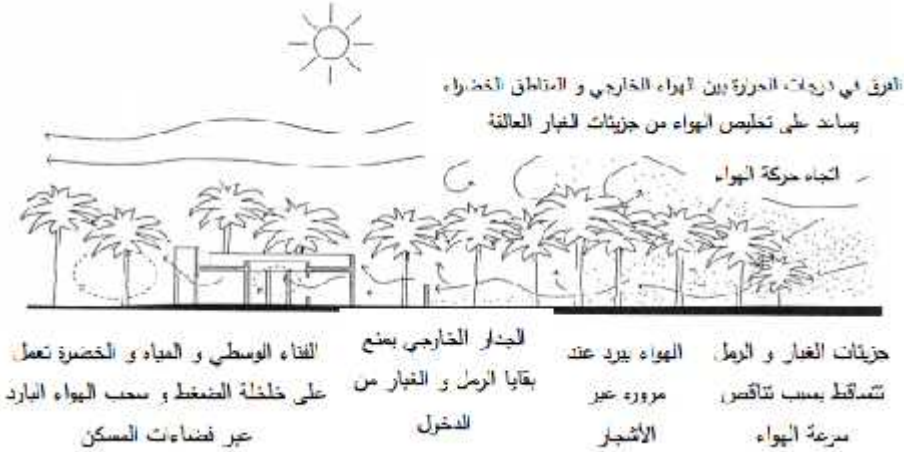 الفرق في درجات الحرارة بين الهواء الخارجي و المناطق الخضراء
يساعد على تخليص الهواء من جزيئات الغبار العالقة
اتجاه حركة الهواء
جزيئات الغبار و الرمل
تتساقط بسبب تناقص
سرعة الهواء
الهواء يبرد عند
مروره عبر
الأشجار
الجدار الخارجي يمنع
بقايا الرمل و الغبار من
الدخول
الفناء الوسطي و المياه و الخضرة تعمل
على خلخلة الضغط و سحب الهواء البارد
عبر فضاءات المسكن